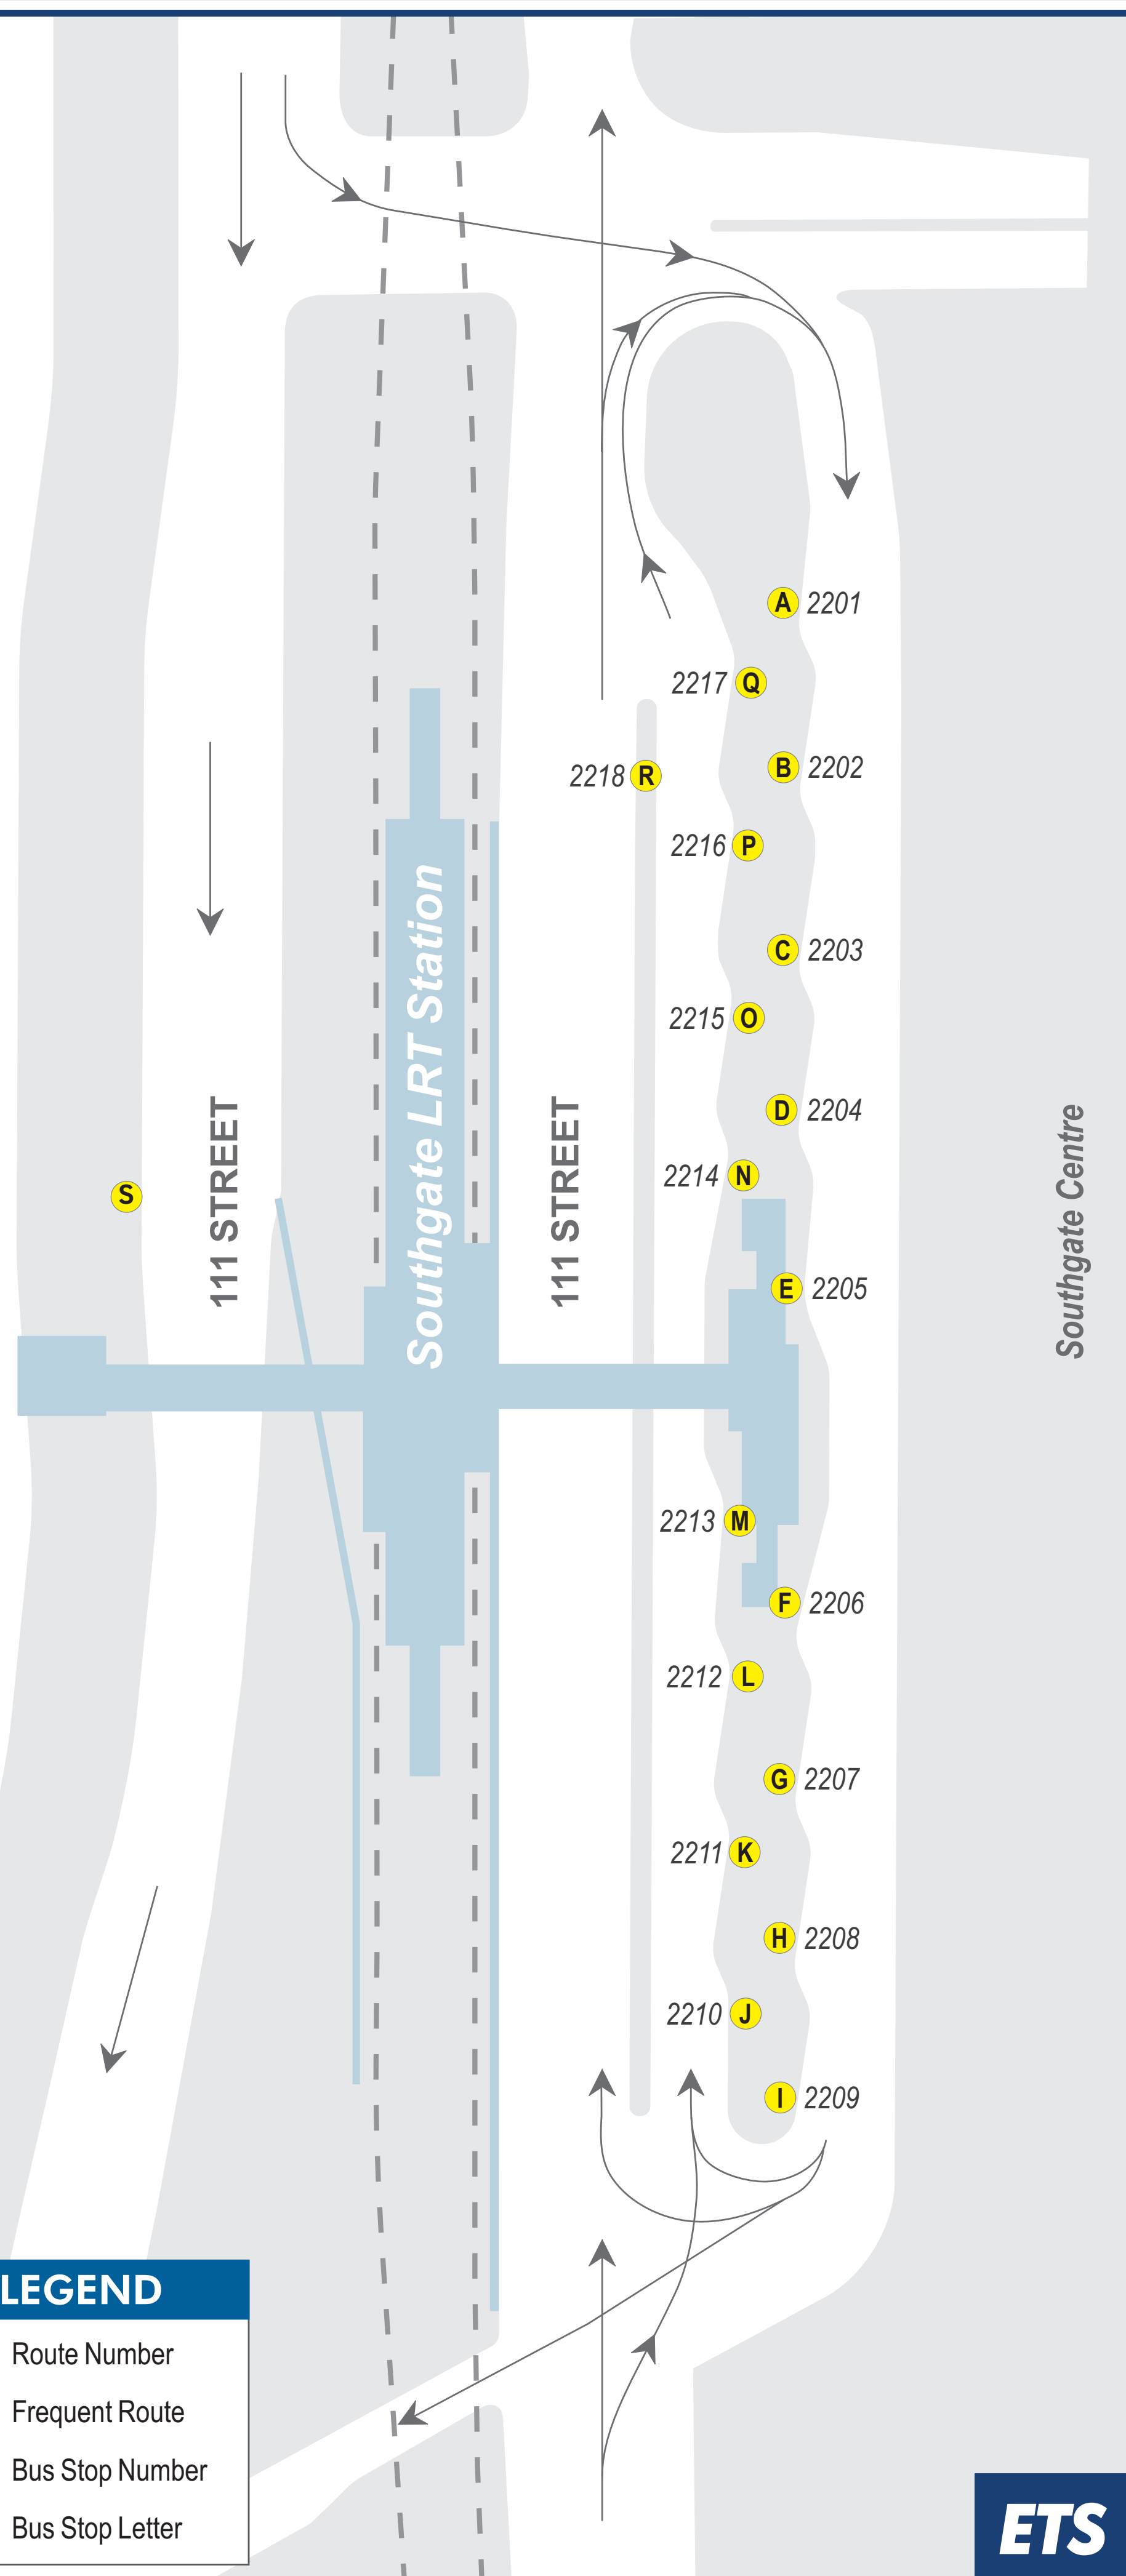 A 2201
2217 Q
B 2202
2218 R
2216 P
C 2203
2215 O
D 2204
2214 N
S
111 STREET
Southgate LRT Station
111 STREET
Southgate Centre
E 2205
2213 M
F 2206
2212 L
G 2207
2211 K
H 2208
2210 J
I 2209
LEGEND
Route Number
Frequent Route
Bus Stop Number
Bus Stop Letter
ETS